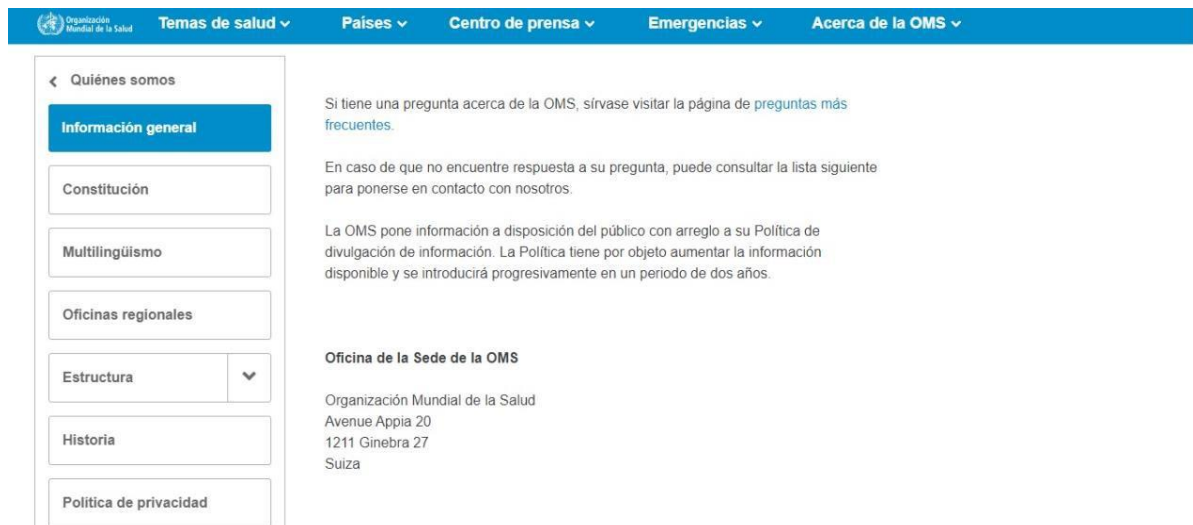 Organización
Mundial de la Salud
Temas de salud
Países
Centro de prensa
Emergencias
Acerca de la OMS
Quiénes somos
Información general
Constitución
Multilingüismo
Oficinas regionales
Estructura
Historia
Política de privacidad
Si tiene una pregunta acerca de la OMS, sírvase visitar la página de preguntas más
frecuentes.
En caso de que no encuentre respuesta a su pregunta, puede consultar la lista siguiente
para ponerse en contacto con nosotros.
La OMS pone información a disposición del público con arreglo a su Política de
divulgación de información. La Política tiene por objeto aumentar la información
disponible y se introducirá progresivamente en un periodo de dos años.
Oficina de la Sede de la OMS
Organización Mundial de la Salud
Avenue Appia 20
1211 Ginebra 27
Suiza